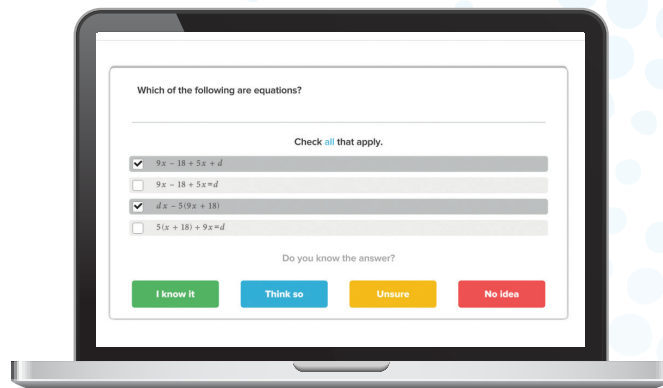 Which of the following are equations?
Check all that apply.
9x − 18 + 5x + d
9x − 18 + 5x=d
dx − 5(9x + 18)
5(x + 18) + 9x=d
Do you know the answer?
I know it Think so Unsure No idea